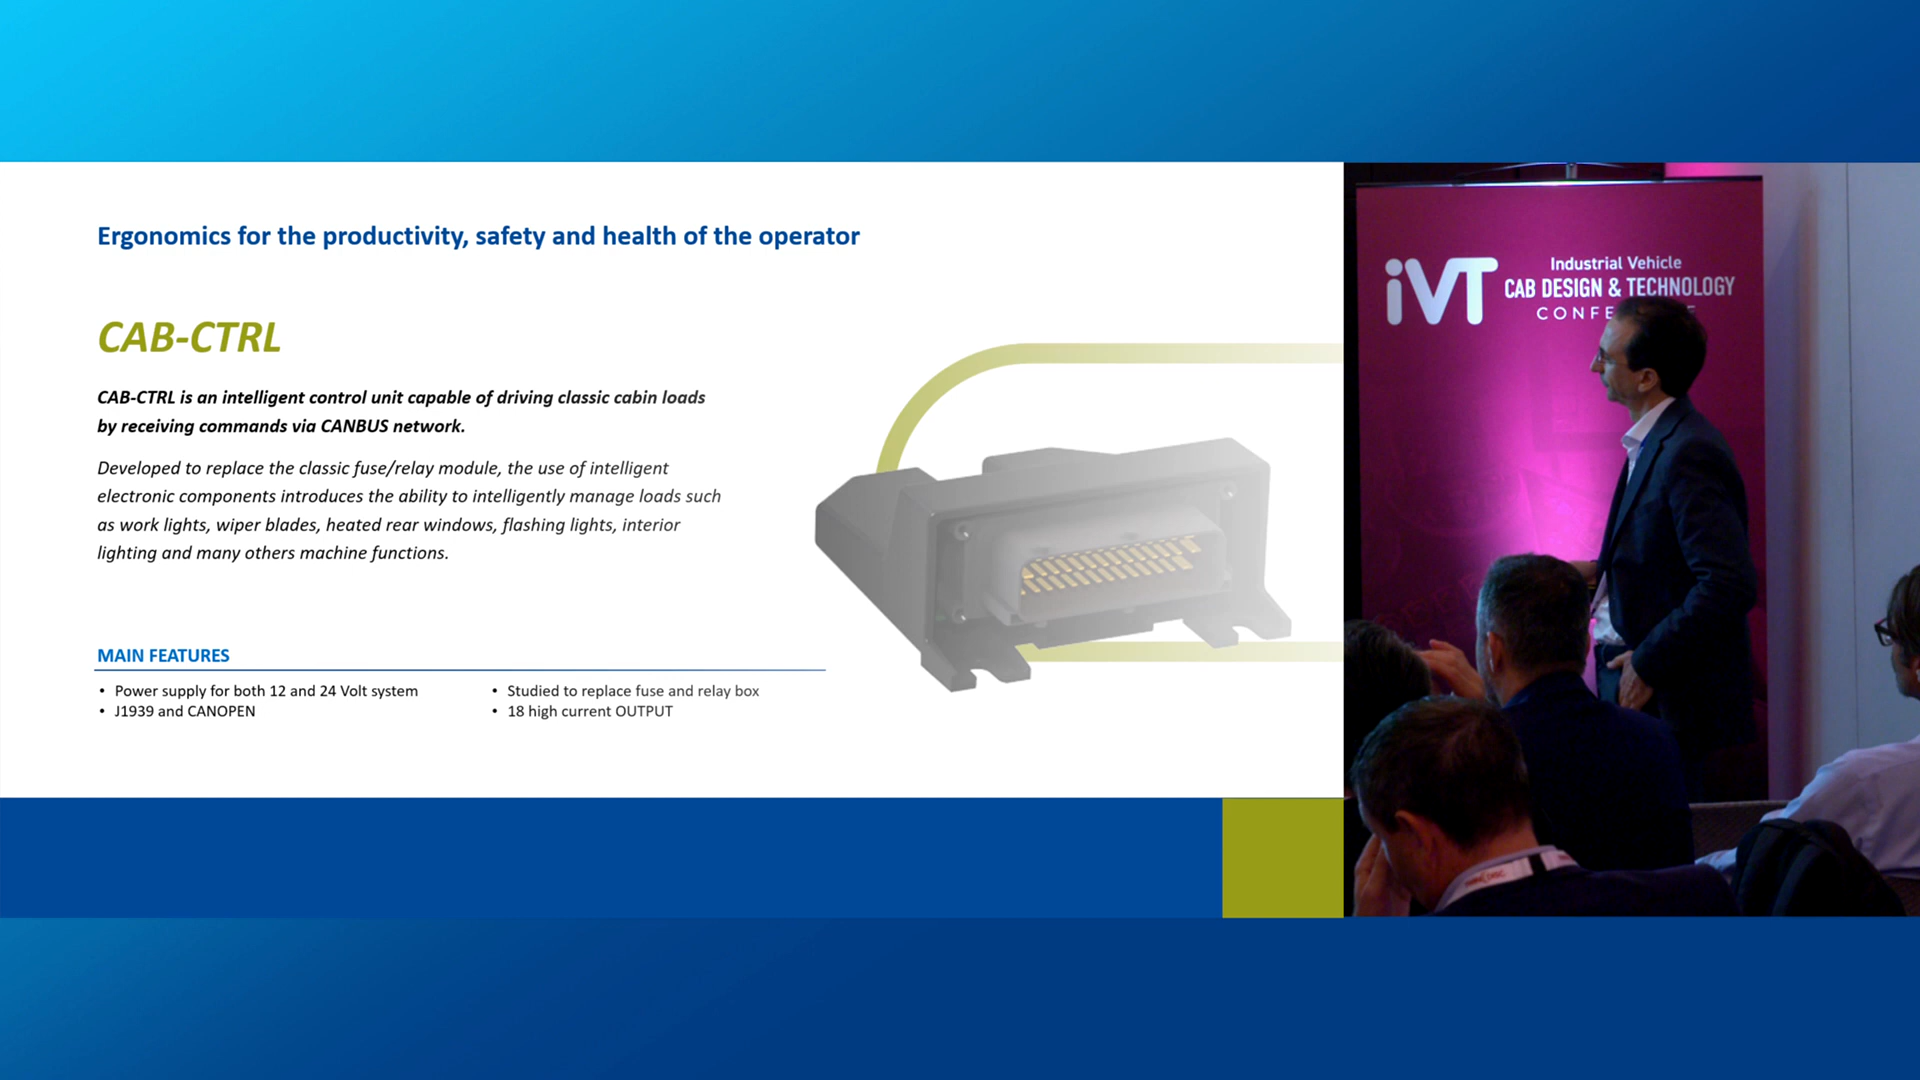 Ergonomics for the productivity, safety and health of the operator
CAB-CTRL
CAB-CTRL is an intelligent control unit capable of driving classic cabin loads
by receiving commands via CANBUS network.
Developed to replace the classic fuse/relay module, the use of intelligent
electronic components introduces the ability to intelligently manage loads such
as work lights, wiper blades, heated rear windows, flashing lights, interior
lighting and many others machine functions.
MAIN FEATURES
• Power supply for both 12 and 24 Volt system
• J1939 and CANOPEN
• Studied to replace fuse and relay box
• 18 high current OUTPUT
iVT
Industrial Vehicle
CAB DESIGN & TECHNOLOGY